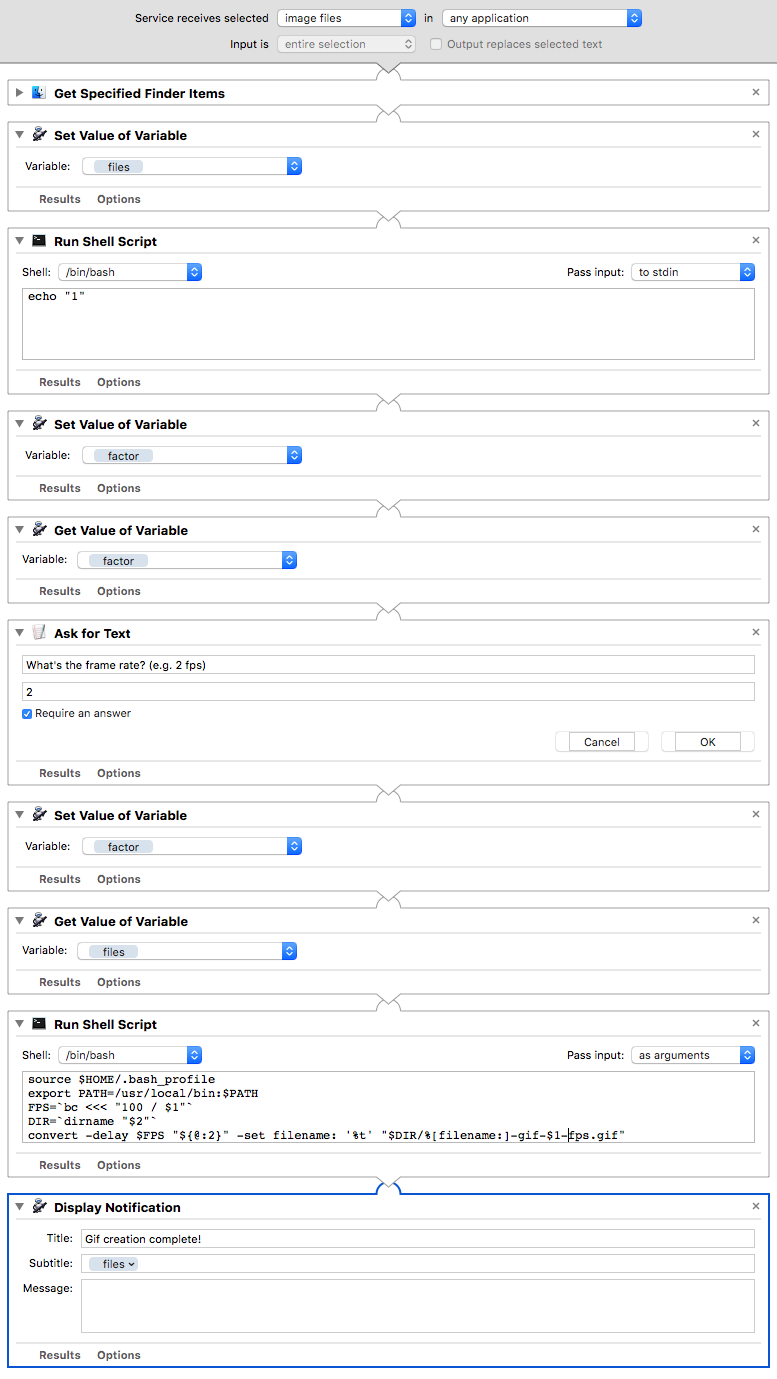 Service receives selected image files in any application
Input is entire selection Output replaces selected text
Get Specified Finder Items
Set Value of Variable
Variable: files
Results Options
Run Shell Script
Shell: /bin/bash Pass input: to stdin
echo "1"
Results Options
Set Value of Variable
Variable: factor
Results Options
Get Value of Variable
Variable: factor
Results Options
Ask for Text
What's the frame rate? (e.g. 2 fps)
2
Require an answer
Cancel OK
Results Options
Set Value of Variable
Variable: factor
Results Options
Get Value of Variable
Variable: files
Results Options
Run Shell Script
Shell: /bin/bash Pass input: as arguments
source $HOME/.bash_profile
export PATH=/usr/local/bin:$PATH
FPS=`bc <<< "100 / $1"`
DIR=`dirname "$2"`
convert -delay $FPS "${@:2}" -set filename: '%t' "$DIR/%[filename:]-gif-$1-fps.gif"
Results Options
Display Notification
Title: Gif creation complete!
Subtitle: files
Message:
Results Options